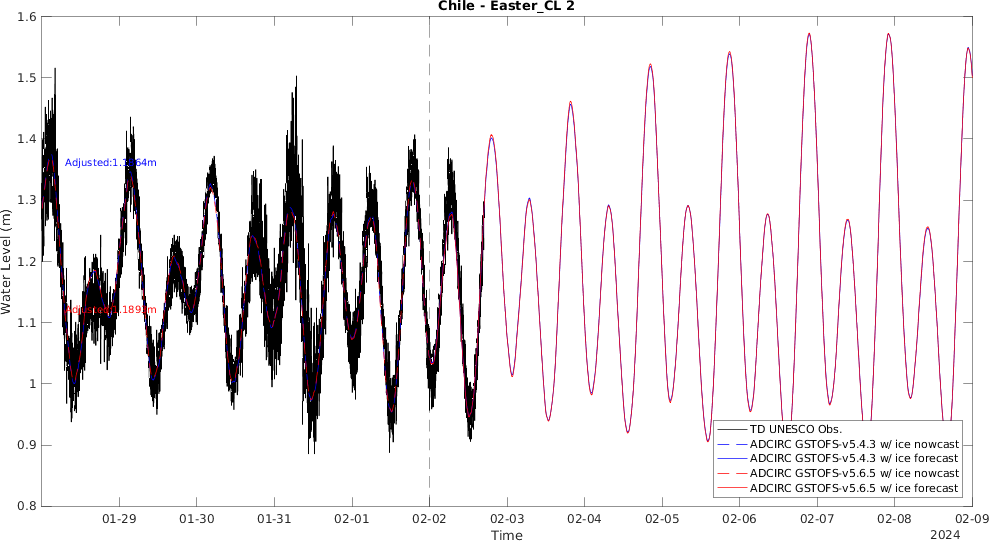 Chile - Easter_CL 2
1.6
1.5
1.4
1.3
1.2
1.1
1
0.9
0.8
Water Level (m)
Adjusted:
TD UNESCO Obs.
ADCIRC GSTOFS-v5.4.3 w/ ice nowcast
ADCIRC GSTOFS-v5.4.3 w/ ice forecast
ADCIRC GSTOFS-v5.6.5 w/ ice nowcast
ADCIRC GSTOFS-v5.6.5 w/ ice forecast
01-29 01-30 01-31 02-01 02-02 02-03 02-04 02-05 02-06 02-07 02-08 02-09
Time
2024